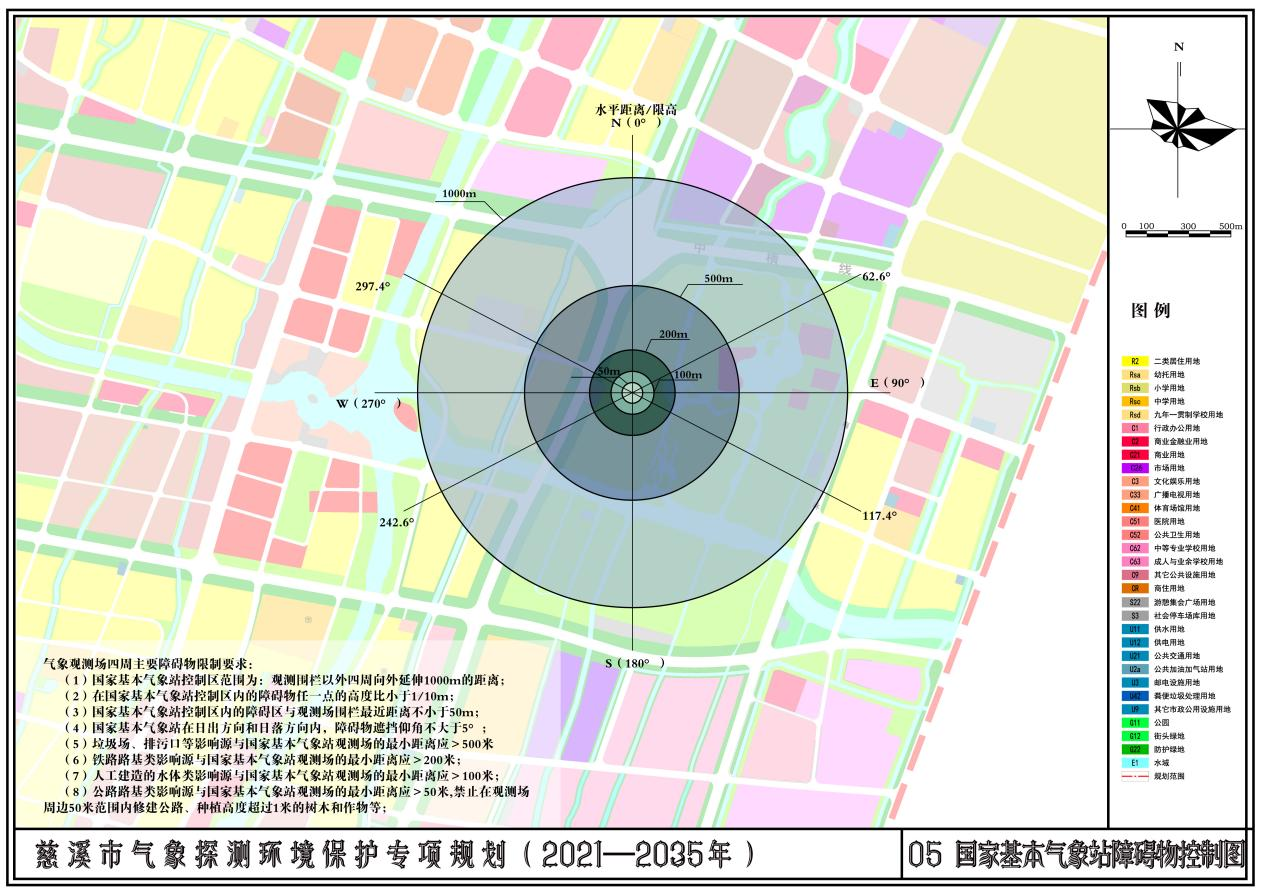 水平距离/限高
N（0° ）
1000m
500m
200m
50m
100m
297.4°
62.6°
W（270° ）
E（90° ）
242.6°
117.4°
S（180° ）
中 横 线
气象观测场四周主要障碍物限制要求:
（1）国家基本气象站控制区范围为：观测围栏以外四周向外延伸1000m的距离;
（2）在国家基本气象站控制区内的障碍物任一点的高度比小于1/10m;
（3）国家基本气象站控制区内的障碍区与观测场围栏最近距离不小于50m;
（4）国家基本气象站在日出方向和日落方向内，障碍物遮挡仰角不大于5° ;
（5）垃圾场、排污口等影响源与国家基本气象站观测场的最小距离应＞500米
（6）铁路路基类影响源与国家基本气象站观测场的最小距离应＞200米;
（7）人工建造的水体类影响源与国家基本气象站观测场的最小距离应＞100米;
（8）公路路基类影响源与国家基本气象站观测场的最小距离应＞50米,禁止在观测场
周边50米范围内修建公路、种植高度超过1米的树木和作物等;
N
0 100 300 500m
图 例
R2 二类居住用地
Rsa 幼托用地
Rsb 小学用地
Rsc 中学用地
Rsd 九年一贯制学校用地
C1 行政办公用地
C2 商业金融业用地
C21 商业用地
C26 市场用地
C3 文化娱乐用地
C33 广播电视用地
C41 体育场馆用地
C51 医院用地
C52 公共卫生用地
C62 中等专业学校用地
C63 成人与业余学校用地
C9 其它公共设施用地
CR 商住用地
S22 游憩集会广场用地
S3 社会停车场库用地
U11 供水用地
U12 供电用地
U21 公共交通用地
U2a 公共加油加气站用地
U3 邮电设施用地
U42 粪便垃圾处理用地
U9 其它市政公用设施用地
G11 公园
G12 街头绿地
G22 防护绿地
E1 水域
规划范围
慈溪市气象探测环境保护专项规划（2021—2035年）
05 国家基本气象站障碍物控制图